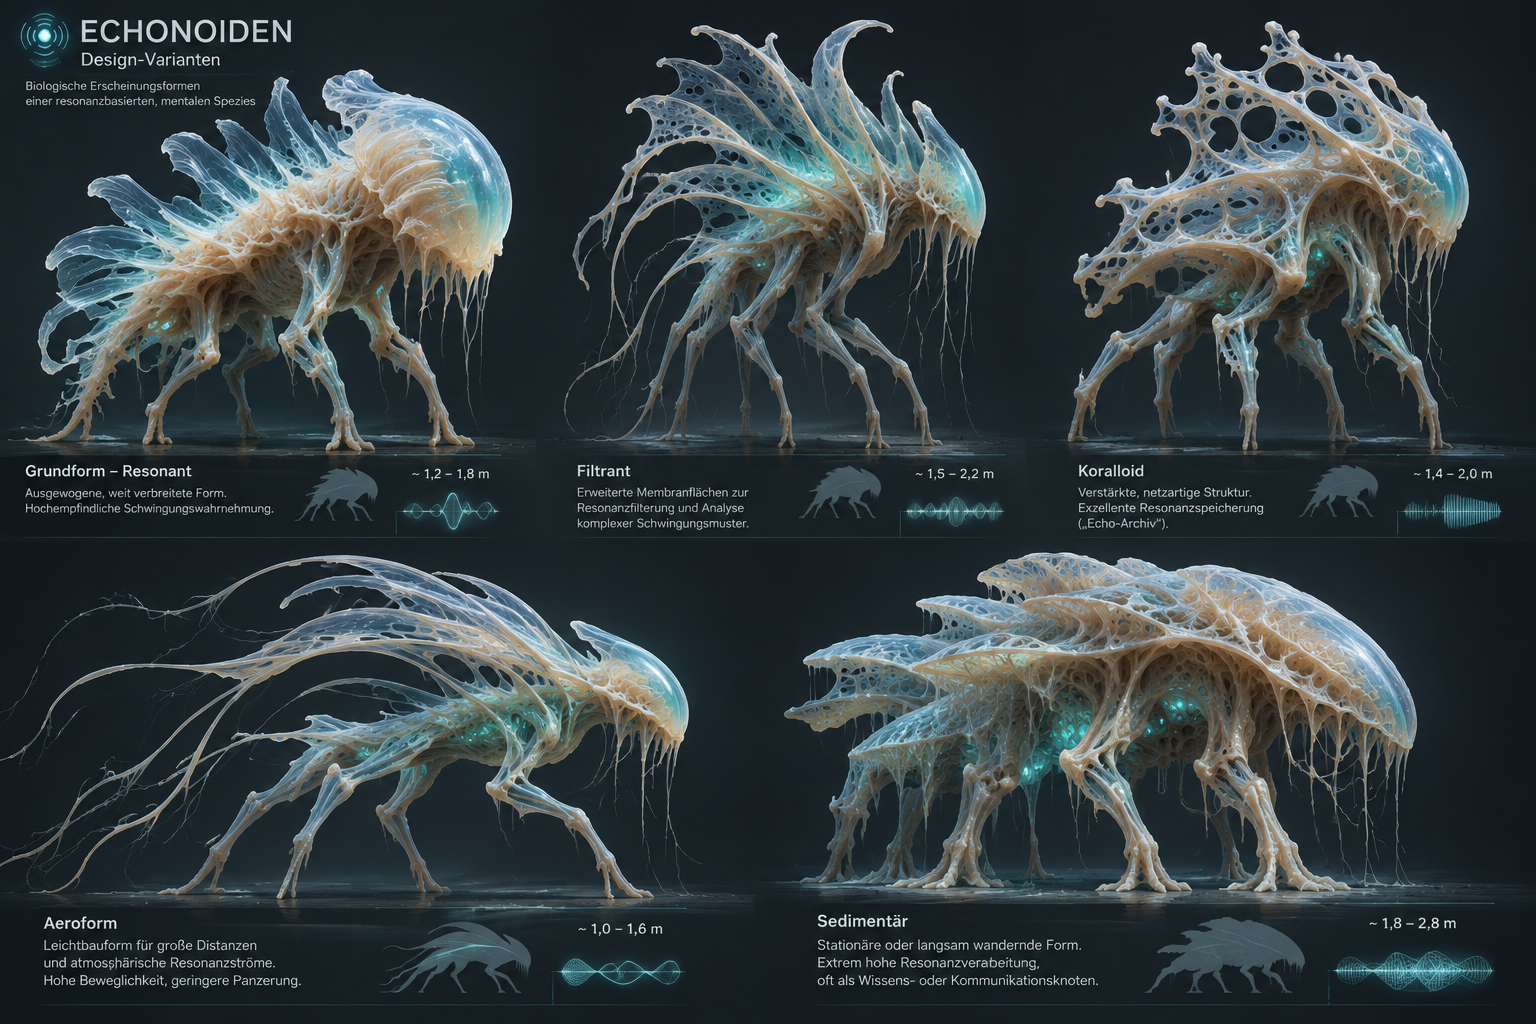 ECHONOIDEN
Design-Varianten
Biologische Erscheinungsformen
einer resonanzbasierten, mentalen Spezies
Grundform – Resonant
~ 1,2 – 1,8 m
Ausgewogene, weit verbreitete Form.
Hochempfindliche Schwingungswahrnehmung.
Filtrant
~ 1,5 – 2,2 m
Erweiterte Membranflächen zur
Resonanzfilterung und Analyse
komplexer Schwingungsmuster.
Koralloid
~ 1,4 – 2,0 m
Verstärkte, netzartige Struktur.
Exzellente Resonanzspeicherung
(„Echo-Archiv”).
Aeroform
~ 1,0 – 1,6 m
Leichtbauform für große Distanzen
und atmosphärische Resonanzströme.
Hohe Beweglichkeit, geringere Panzerung.
Sedimentär
~ 1,8 – 2,8 m
Stationäre oder langsam wandernde Form.
Extrem hohe Resonanzverabeitung,
oft als Wissens- oder Kommunikationsknoten.